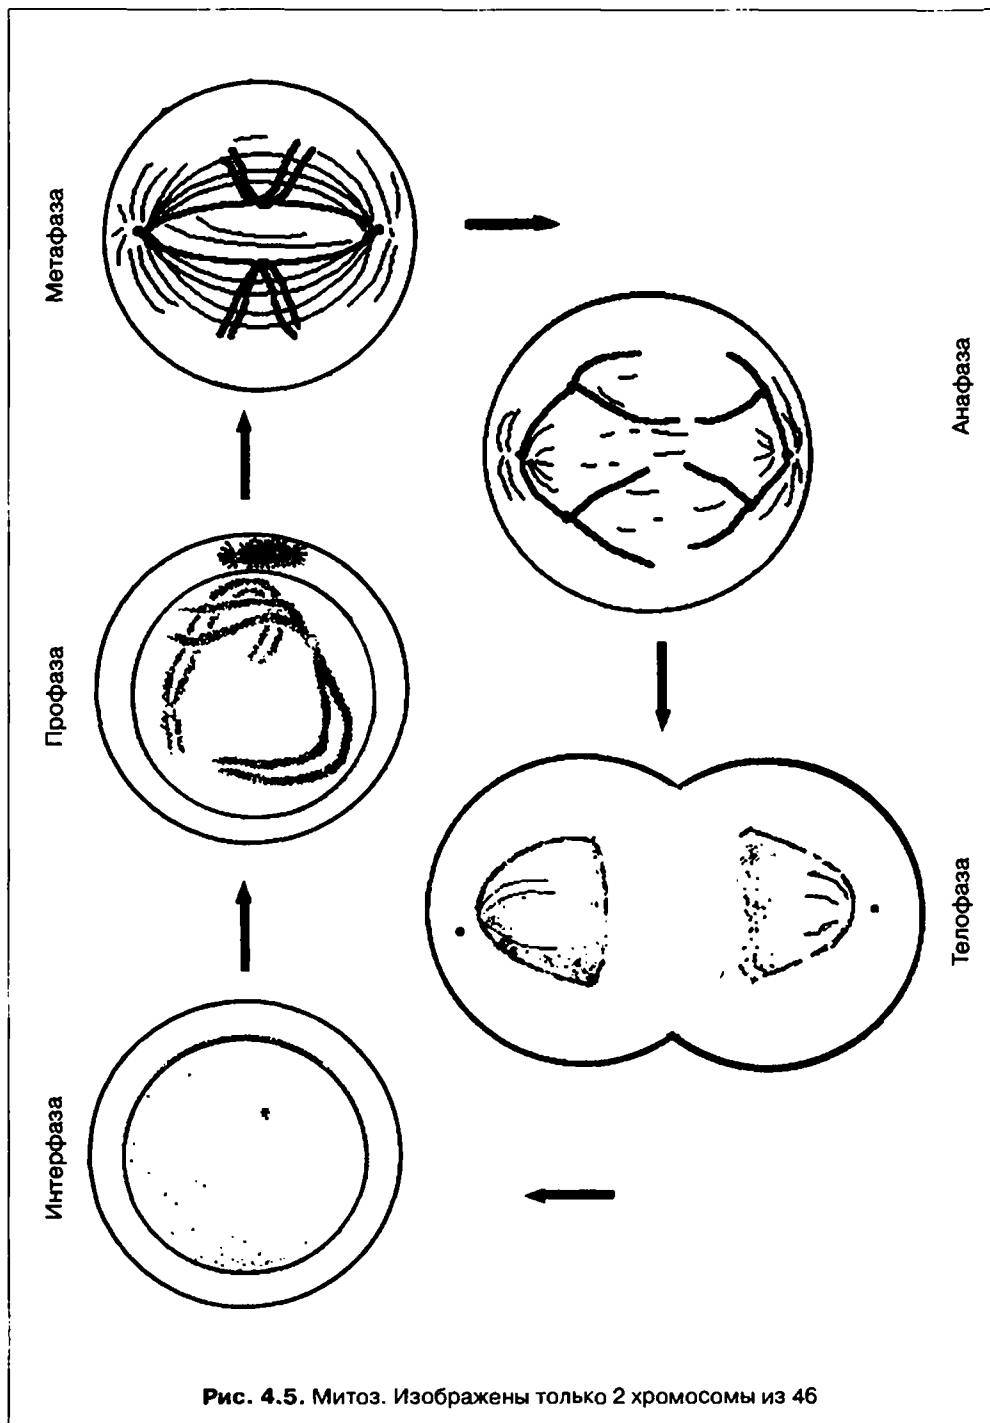 Метафаза
Анафаза
Профаза
Телофаза
Интерфаза
Рис. 4.5. Митоз. Изображены только 2 хромосомы из 46